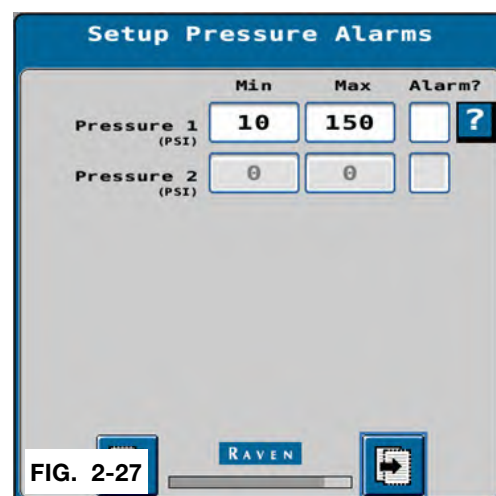 Setup Pressure Alarms
Min Max Alarm?
Pressure 1 10 150 ?
(PSI)
Pressure 2 0 0
(PSI)
RAVEN
FIG. 2-27